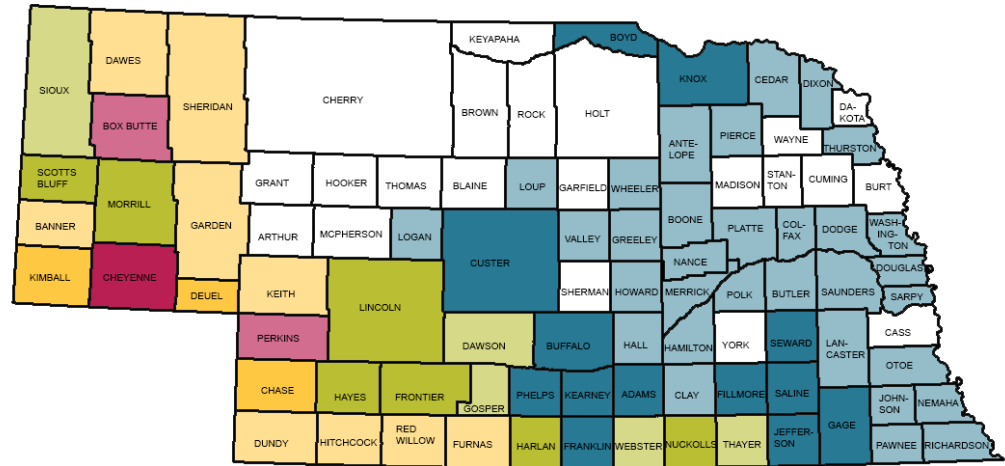 KEYAPAHA
BOYD
DAWES
SIOUX
SHERIDAN
CHERRY
BROWN
ROCK
HOLT
KNOX
CEDAR
DIXON
DA-
KOTA
BOX BUTTE
ANTE-
LOPE
PIERCE
WAYNE
THURSTON
SCOTTS
BLUFF
MORRILL
GARDEN
GRANT
HOOKER
THOMAS
BLAINE
LOUP
GARFIELD
WHEELER
MADISON
STAN-
TON
CUMING
BURT
BANNER
ARTHUR
MCPHERSON
LOGAN
CUSTER
VALLEY
GREELEY
BOONE
PLATTE
COL-
FAX
DODGE
WASH-
ING-
TON
KIMBALL
CHEYENNE
DEUEL
KEITH
LINCOLN
SHERMAN
HOWARD
NANCE
MERRICK
POLK
BUTLER
SAUNDERS
DOUGLAS
SARPY
PERKINS
DAWSON
BUFFALO
HALL
HAMILTON
YORK
SEWARD
LAN-
CASTER
CASS
OTOE
CHASE
HAYES
FRONTIER
GOSPER
PHELPS
KEARNEY
ADAMS
CLAY
FILLMORE
SALINE
JOHN-
SON
NEMAHA
DUNDY
HITCHCOCK
RED
WILLOW
FURNAS
HARLAN
FRANKLIN
WEBSTER
NUCKOLLS
THAYER
JEFFER-
SON
GAGE
PAWNEE
RICHARDSON